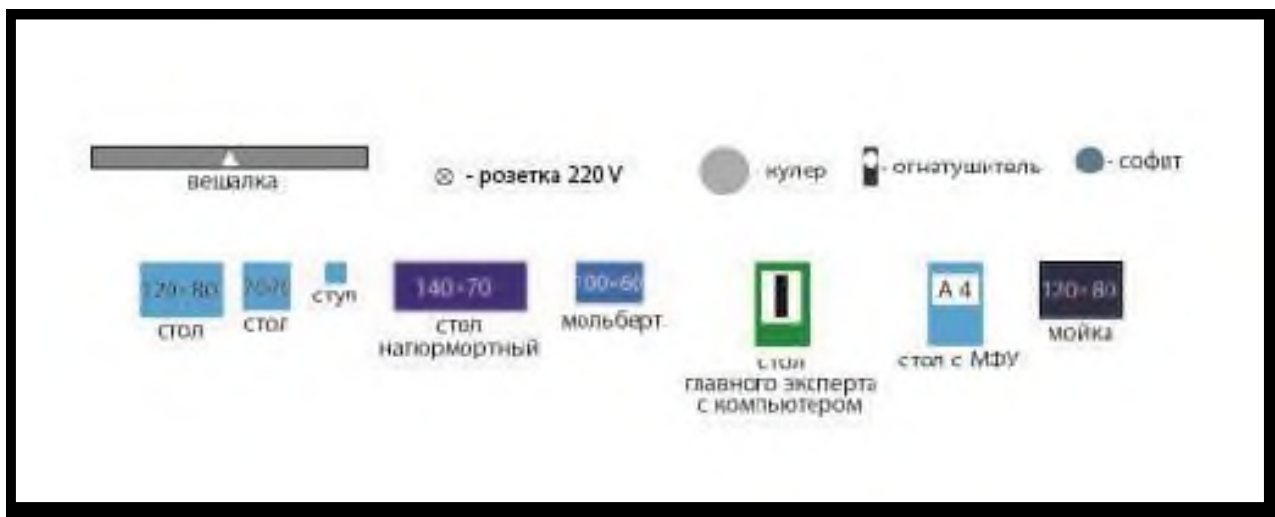 вешалка
- розетка 220 V
кулер
- огнатушитель
- софит
120×80
стол
70×70
стол
стул
140×70
стол
натюрмортный
100×60
мольберт
стол
главного эксперта
с компьютером
А 4
стол с МФУ
120×80
мойка